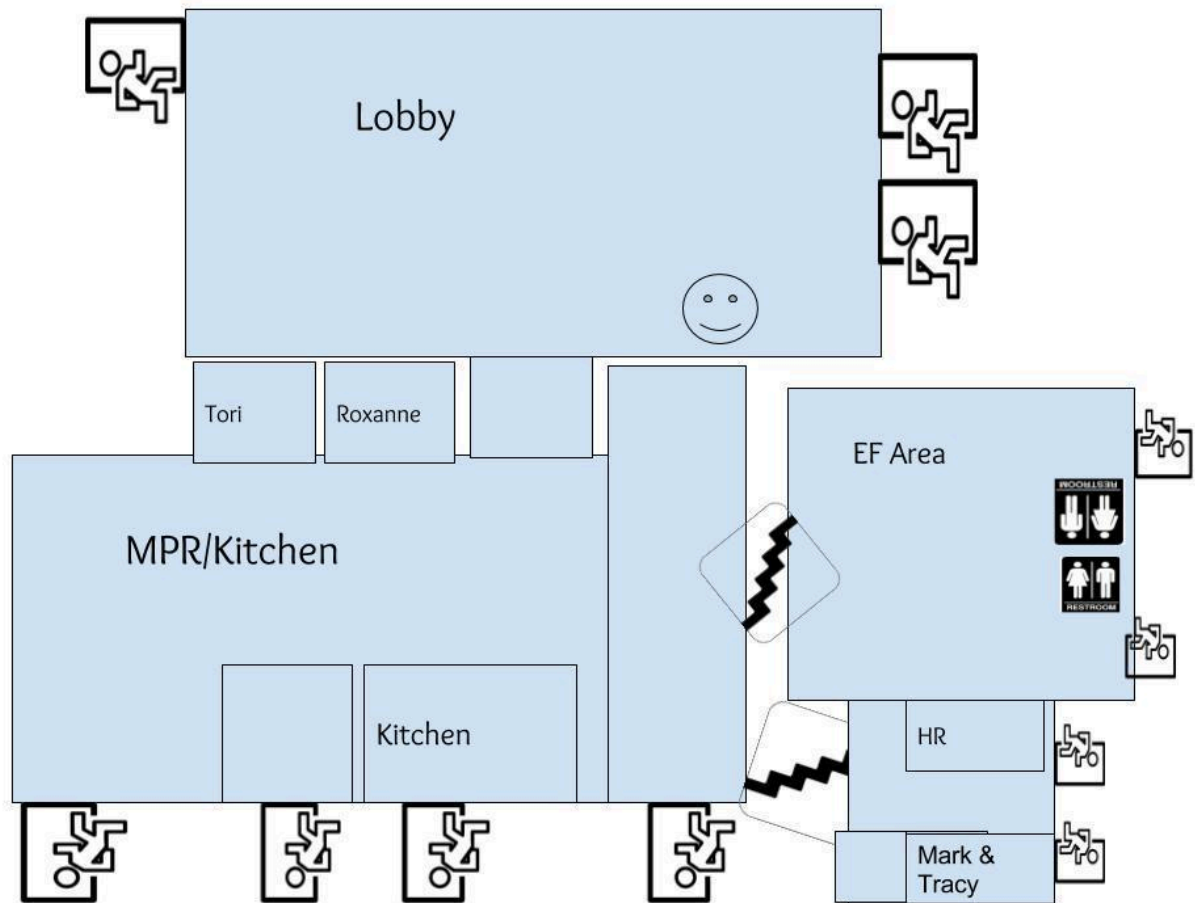 Lobby
Tori
Roxanne
EF Area
RESTROOM
MPR/Kitchen
RESTROOM
Kitchen
HR
Mark &
Tracy